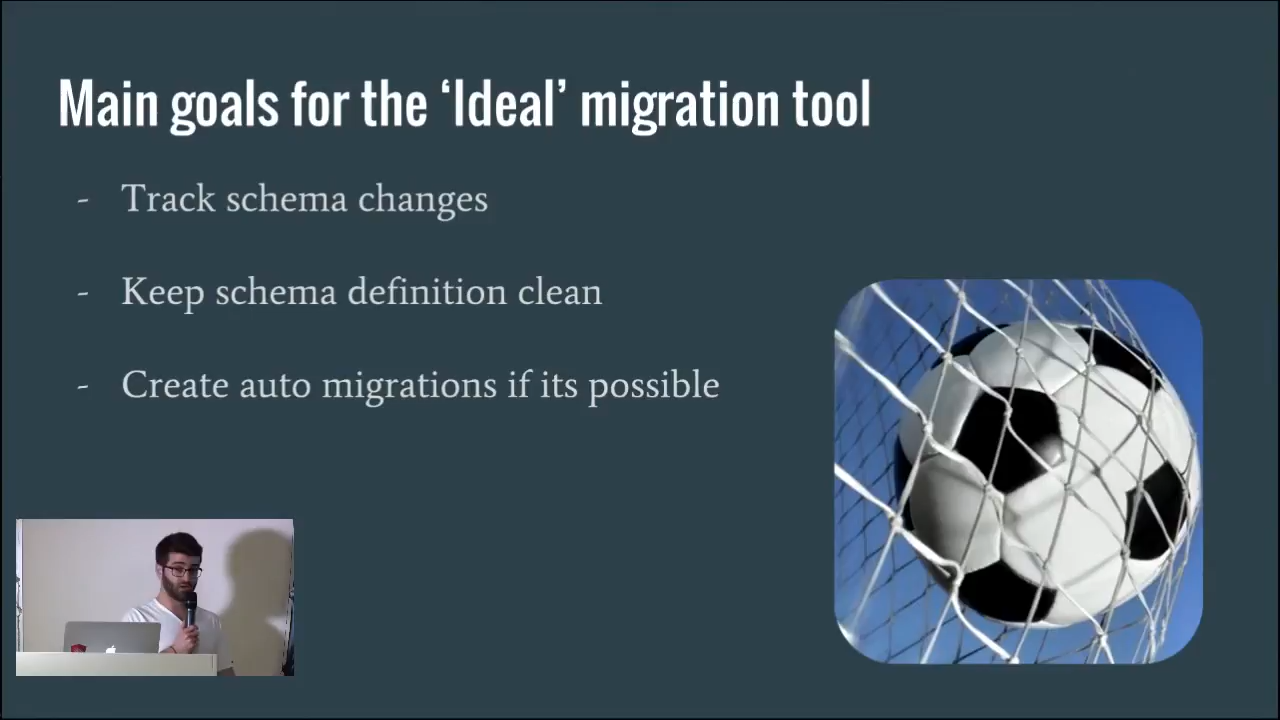 Main goals for the ‘Ideal’ migration tool
- Track schema changes
- Keep schema definition clean
- Create auto migrations if its possible